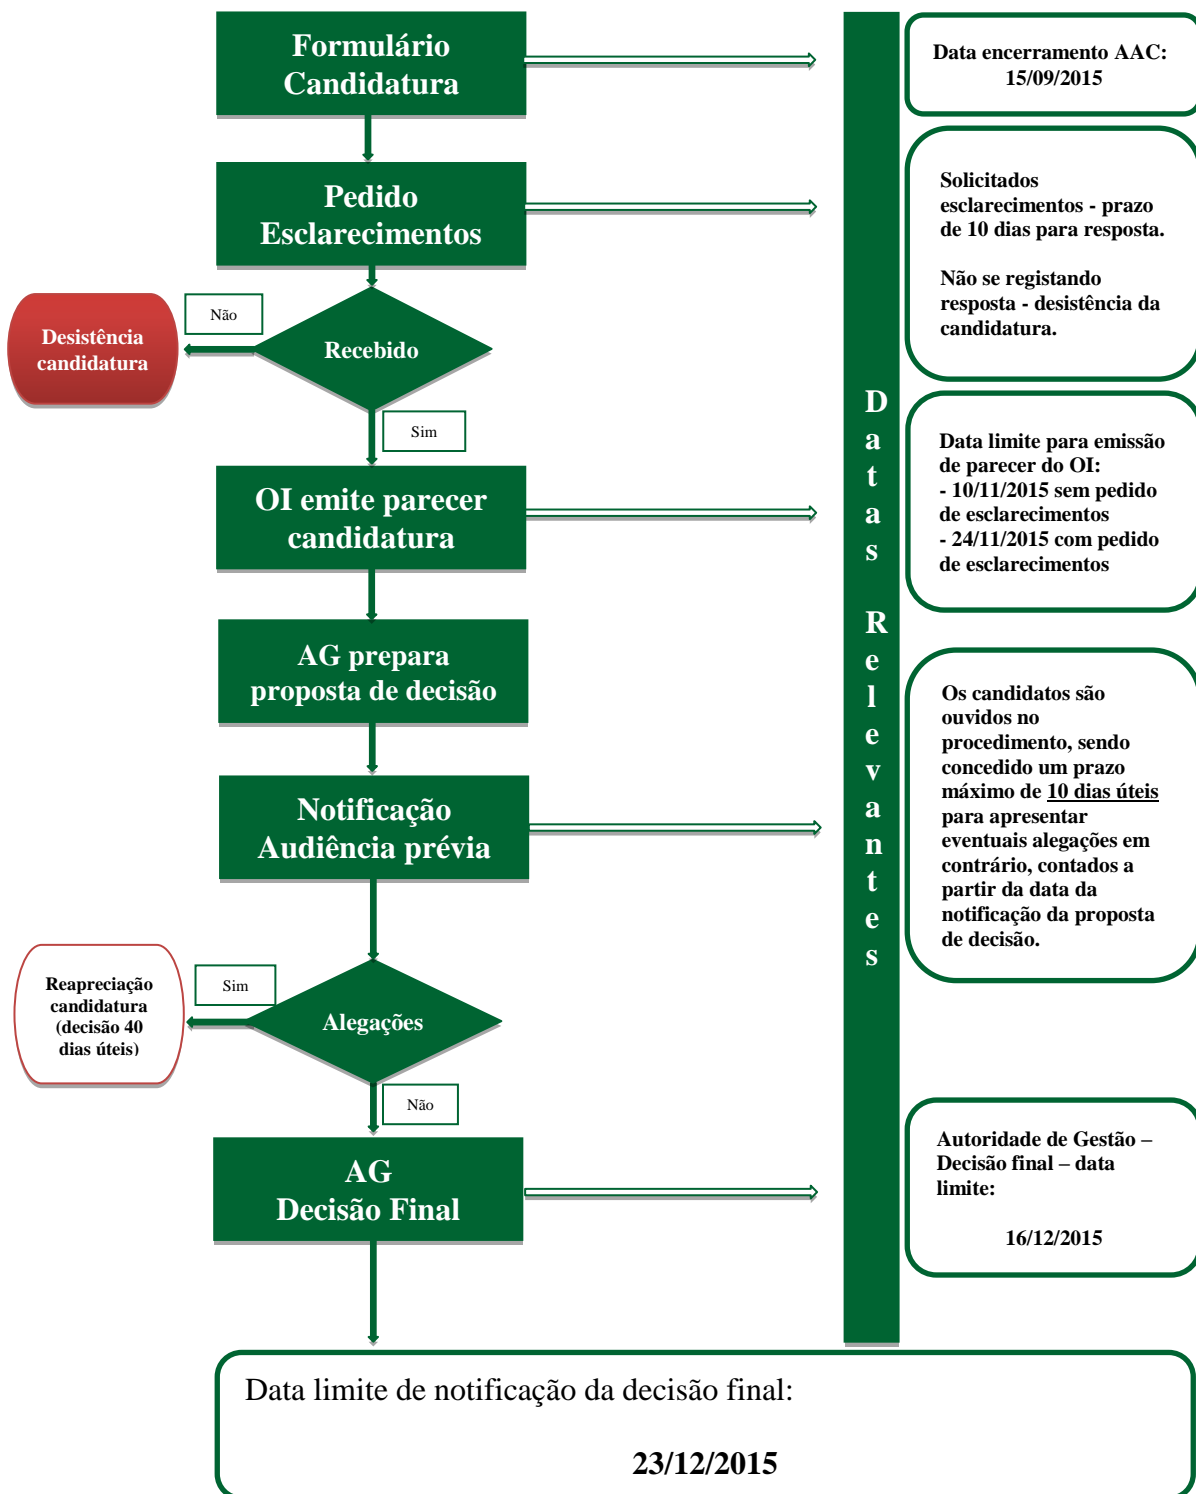 Formulário
Candidatura
Data encerramento AAC:
15/09/2015
Pedido
Esclarecimentos
Solicitados
esclarecimentos - prazo
de 10 dias para resposta.
Não se registando
resposta - desistência da
candidatura.
Não
Desistência
candidatura
Recebido
Sim
OI emite parecer
candidatura
Data limite para emissão
de parecer do OI:
- 10/11/2015 sem pedido
de esclarecimentos
- 24/11/2015 com pedido
de esclarecimentos
Datas Relevantes
AG prepara
proposta de decisão
Notificação
Audiência prévia
Os candidatos são
ouvidos no
procedimento, sendo
concedido um prazo
máximo de 10 dias úteis
para apresentar
eventuais alegações em
contrário, contados a
partir da data da
notificação da proposta
de decisão.
Sim
Reapreciação
candidatura
(decisão 40
dias úteis)
Alegações
Não
AG
Decisão Final
Autoridade de Gestão –
Decisão final – data
limite:
16/12/2015
Data limite de notificação da decisão final:
23/12/2015